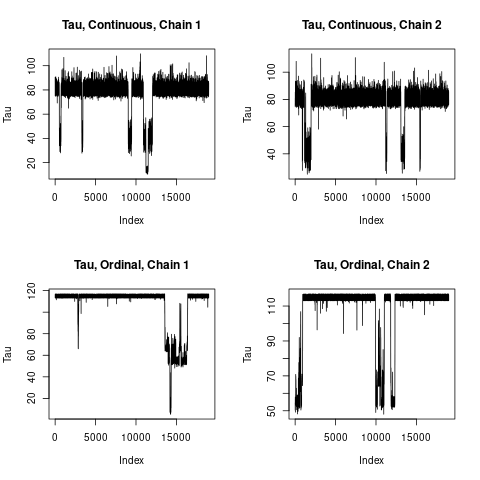 Tau, Continuous, Chain 1
Tau
20 40 60 80 100
0 5000 10000 15000
Index
Tau, Continuous, Chain 2
Tau
40 60 80 100
0 5000 10000 15000
Index
Tau, Ordinal, Chain 1
Tau
20 40 60 80 120
0 5000 10000 15000
Index
Tau, Ordinal, Chain 2
Tau
50 70 90 110
0 5000 10000 15000
Index